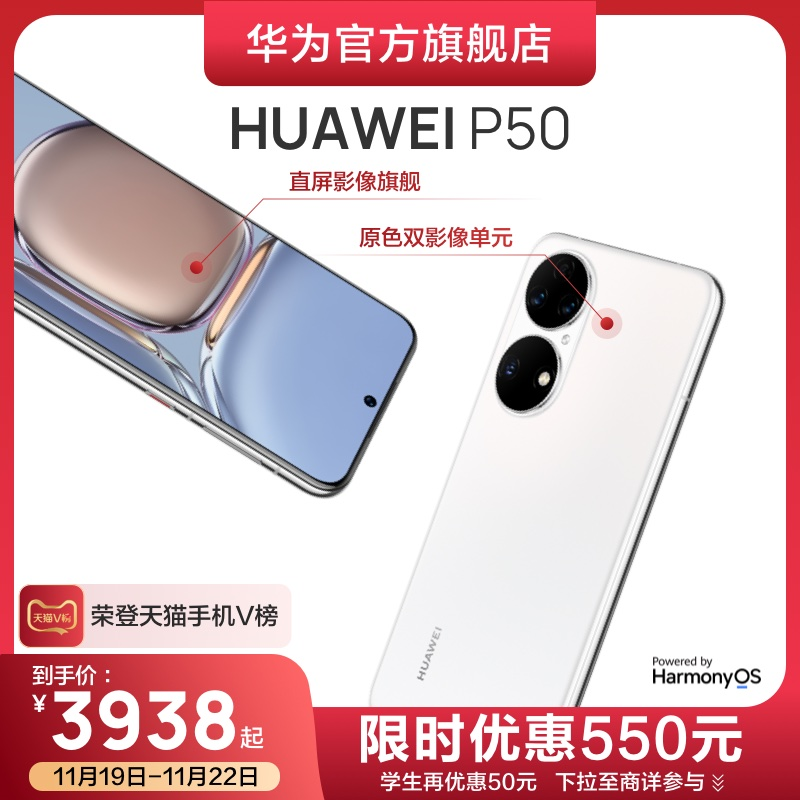 华为官方旗舰店
HUAWEI P50
直屏影像旗舰
原色双影像单元
HUAWEI
天猫V榜
荣登天猫手机V榜
Powered by
HarmonyOS
到手价：
¥3938起
11月19日-11月22日
限时优惠550元
学生再优惠50元 下拉至商详参与